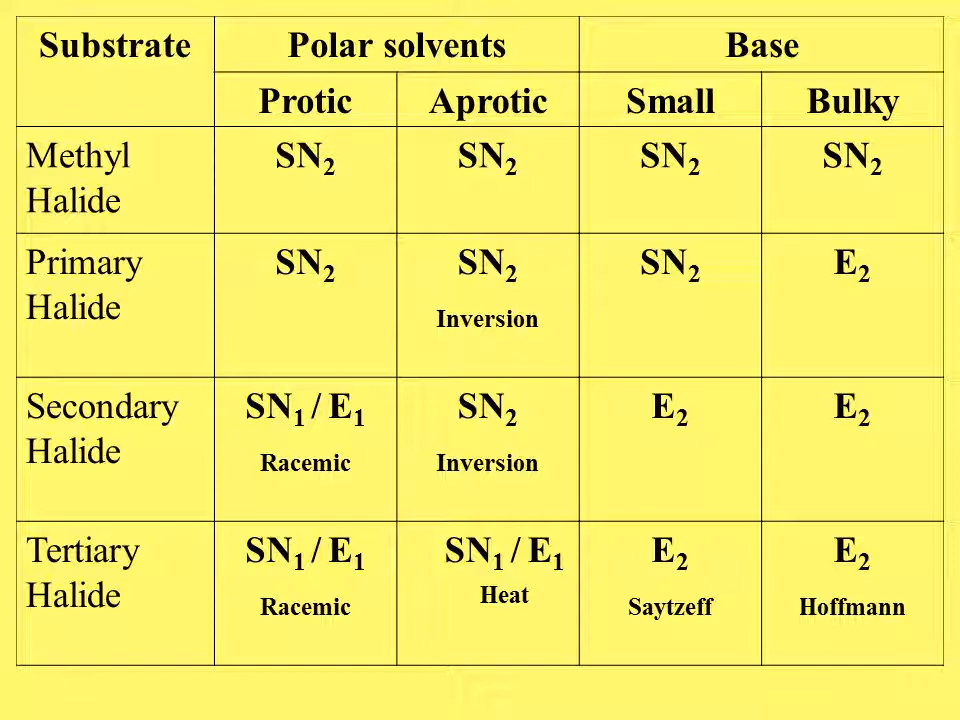 Substrate Polar solvents Base
Protic Aprotic Small Bulky
Methyl Halide SN₂ SN₂ SN₂ SN₂
Primary Halide SN₂ SN₂ SN₂ E₂
Inversion
Secondary Halide SN₁ / E₁ SN₂ E₂ E₂
Racemic Inversion
Tertiary Halide SN₁ / E₁ SN₁ / E₁ E₂ E₂
Racemic Heat Saytzeff Hoffmann